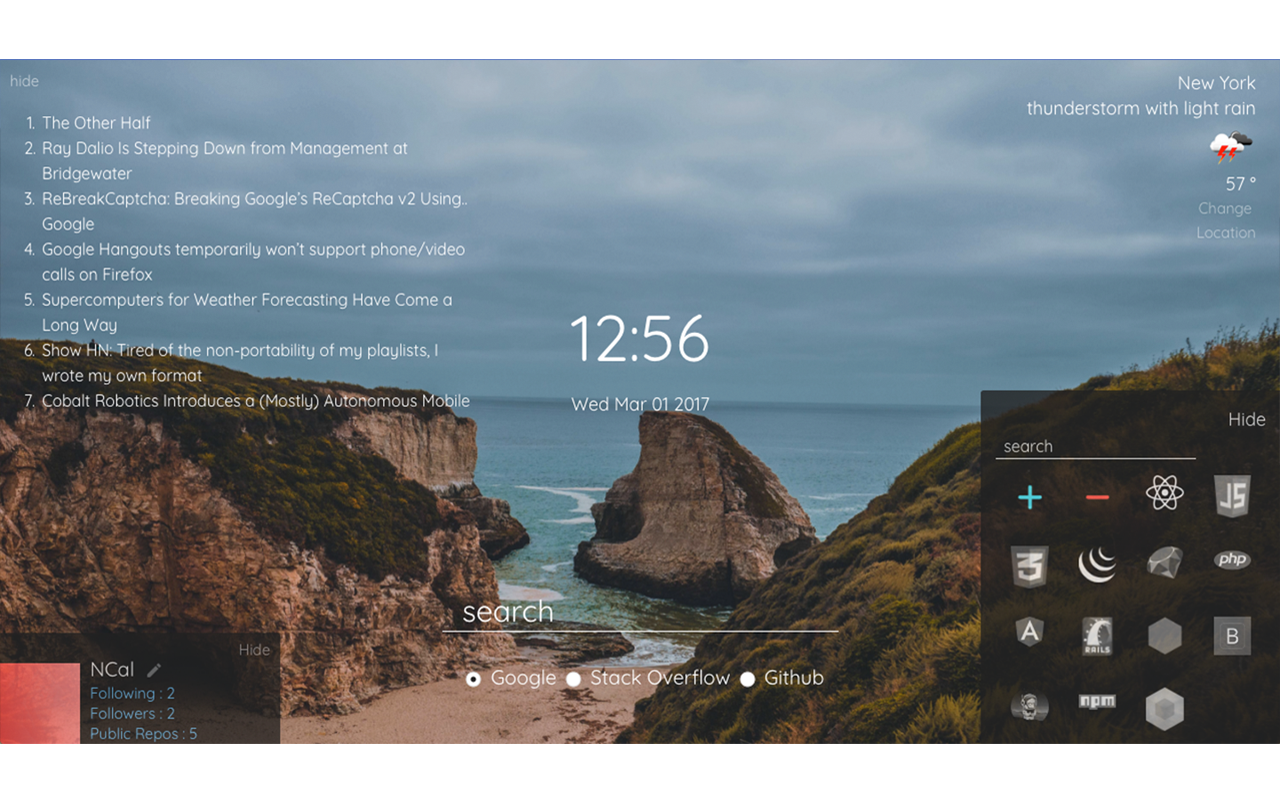 hide
1. The Other Half
2. Ray Dalio Is Stepping Down from Management at
Bridgewater
3. ReBreakCaptcha: Breaking Google's ReCaptcha v2 Using..
Google
4. Google Hangouts temporarily won't support phone/video
calls on Firefox
5. Supercomputers for Weather Forecasting Have Come a
Long Way
6. Show HN: Tired of the non-portability of my playlists, I
wrote my own format
7. Cobalt Robotics Introduces a (Mostly) Autonomous Mobile
New York
thunderstorm with light rain
57 °
Change
Location
12:56
Wed Mar 01 2017
search
Google Stack Overflow Github
Hide
NCal
Following : 2
Followers : 2
Public Repos : 5
Hide
search
JS
3
php
A
RAILS
B
npm